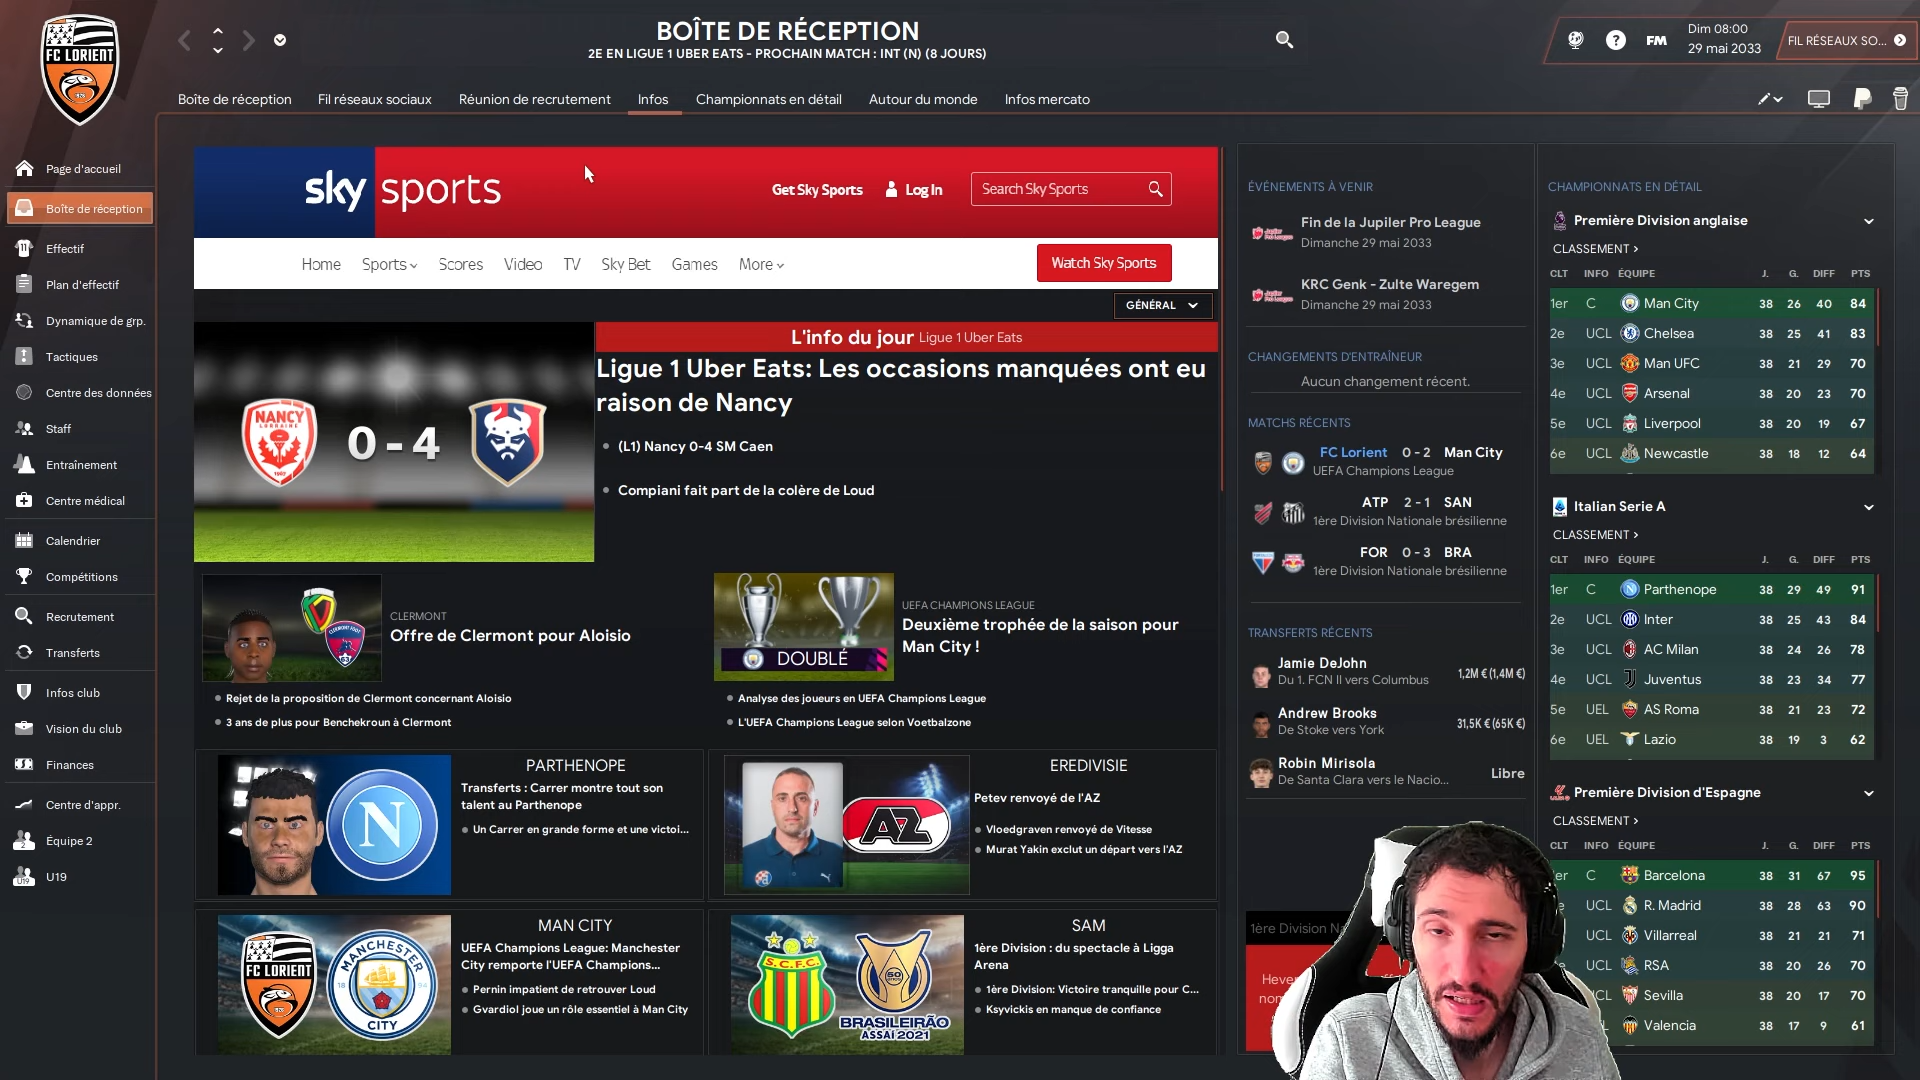 BOÎTE DE RÉCEPTION
2E EN LIGUE 1 UBER EATS - PROCHAIN MATCH : INT (N) (8 JOURS)
FM
Dim 08:00
29 mai 2033
FIL RÉSEAUX SO...
FC LORIENT
Boîte de réception
Fil réseaux sociaux
Réunion de recrutement
Infos
Championnats en détail
Autour du monde
Infos mercato
Page d'accueil
Boîte de réception
Effectif
Plan d'effectif
Dynamique de grp.
Tactiques
Centre des données
Staff
Entraînement
Centre médical
Calendrier
Compétitions
Recrutement
Transferts
Infos club
Vision du club
Finances
Centre d'appr.
Équipe 2
U19
sky sports
Get Sky Sports
Log In
Search Sky Sports
Home
Sports
Scores
Video
TV
Sky Bet
Games
More
Watch Sky Sports
GÉNÉRAL
L'info du jour Ligue 1 Uber Eats
NANCY
LORRAINE
0 - 4
Ligue 1 Uber Eats: Les occasions manquées ont eu
raison de Nancy
(L1) Nancy 0-4 SM Caen
Compiani fait part de la colère de Loud
CLERMONT
Offre de Clermont pour Aloisio
Rejet de la proposition de Clermont concernant Aloisio
3 ans de plus pour Benchekroun à Clermont
DOUBLÉ
UEFA CHAMPIONS LEAGUE
Deuxième trophée de la saison pour
Man City !
Analyse des joueurs en UEFA Champions League
L'UEFA Champions League selon Voetbalzone
PARTHENOPE
Transferts : Carrer montre tout son
talent au Parthenope
Un Carrer en grande forme et une victoi...
AZ
EREDIVISIE
Petev renvoyé de l'AZ
Vloedgraven renvoyé de Vitesse
Murat Yakin exclut un départ vers l'AZ
FC LORIENT
MANCHESTER
CITY
MAN CITY
UEFA Champions League: Manchester
City remporte l'UEFA Champions...
Pernin impatient de retrouver Loud
Gvardiol joue un rôle essentiel à Man City
S.C.F.C.
BRASILEIRÃO
ASSAÍ 2021
SAM
1ère Division : du spectacle à Ligga
Arena
1ère Division: Victoire tranquille pour C...
Ksyvickis en manque de confiance
ÉVÉNEMENTS À VENIR
Fin de la Jupiler Pro League
Dimanche 29 mai 2033
KRC Genk - Zulte Waregem
Dimanche 29 mai 2033
CHANGEMENTS D'ENTRAÎNEUR
Aucun changement récent.
MATCHS RÉCENTS
FC Lorient 0 - 2 Man City
UEFA Champions League
ATP 2 - 1 SAN
1ère Division Nationale brésilienne
FOR 0 - 3 BRA
1ère Division Nationale brésilienne
TRANSFERTS RÉCENTS
Jamie DeJohn
Du 1. FCN II vers Columbus
1,2M € (1,4M €)
Andrew Brooks
De Stoke vers York
31,5K € (65K €)
Robin Mirisola
De Santa Clara vers le Nacio...
Libre
1ère Division
CHAMPIONNATS EN DÉTAIL
Première Division anglaise
CLASSEMENT >
CLT INFO ÉQUIPE J. G. DIFF PTS
1er C Man City 38 26 40 84
2e UCL Chelsea 38 25 41 83
3e UCL Man UFC 38 21 29 70
4e UCL Arsenal 38 20 23 70
5e UCL Liverpool 38 20 19 67
6e UCL Newcastle 38 18 12 64
Italian Serie A
CLASSEMENT >
CLT INFO ÉQUIPE J. G. DIFF PTS
1er C Parthenope 38 29 49 91
2e UCL Inter 38 25 43 84
3e UCL AC Milan 38 24 26 78
4e UCL Juventus 38 23 34 77
5e UEL AS Roma 38 21 23 72
6e UEL Lazio 38 19 3 62
Première Division d'Espagne
CLASSEMENT >
CLT INFO ÉQUIPE J. G. DIFF PTS
C Barcelona 38 31 67 95
UCL R. Madrid 38 28 63 90
UCL Villarreal 38 21 21 71
UCL RSA 38 20 26 70
UCL Sevilla 38 20 17 70
UCL Valencia 38 17 9 61